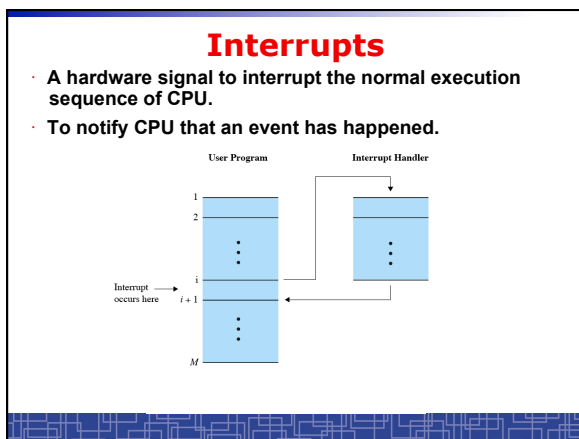 Interrupts
· A hardware signal to interrupt the normal execution
sequence of CPU.
· To notify CPU that an event has happened.
User Program
Interrupt Handler
1
2
i
Interrupt
occurs here
i + 1
M